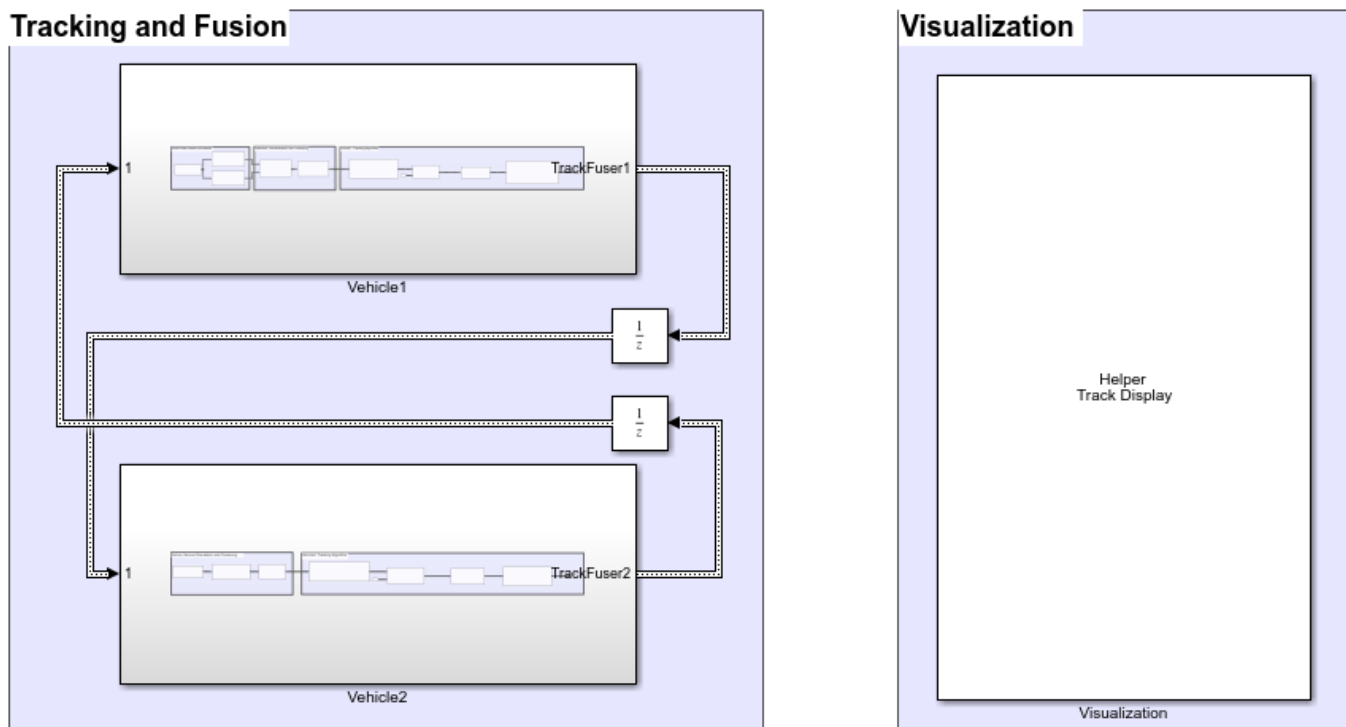 Tracking and Fusion
1
TrackFuser1
Vehicle1
1
z
1
z
1
TrackFuser2
Vehicle2
Visualization
Helper
Track Display
Visualization